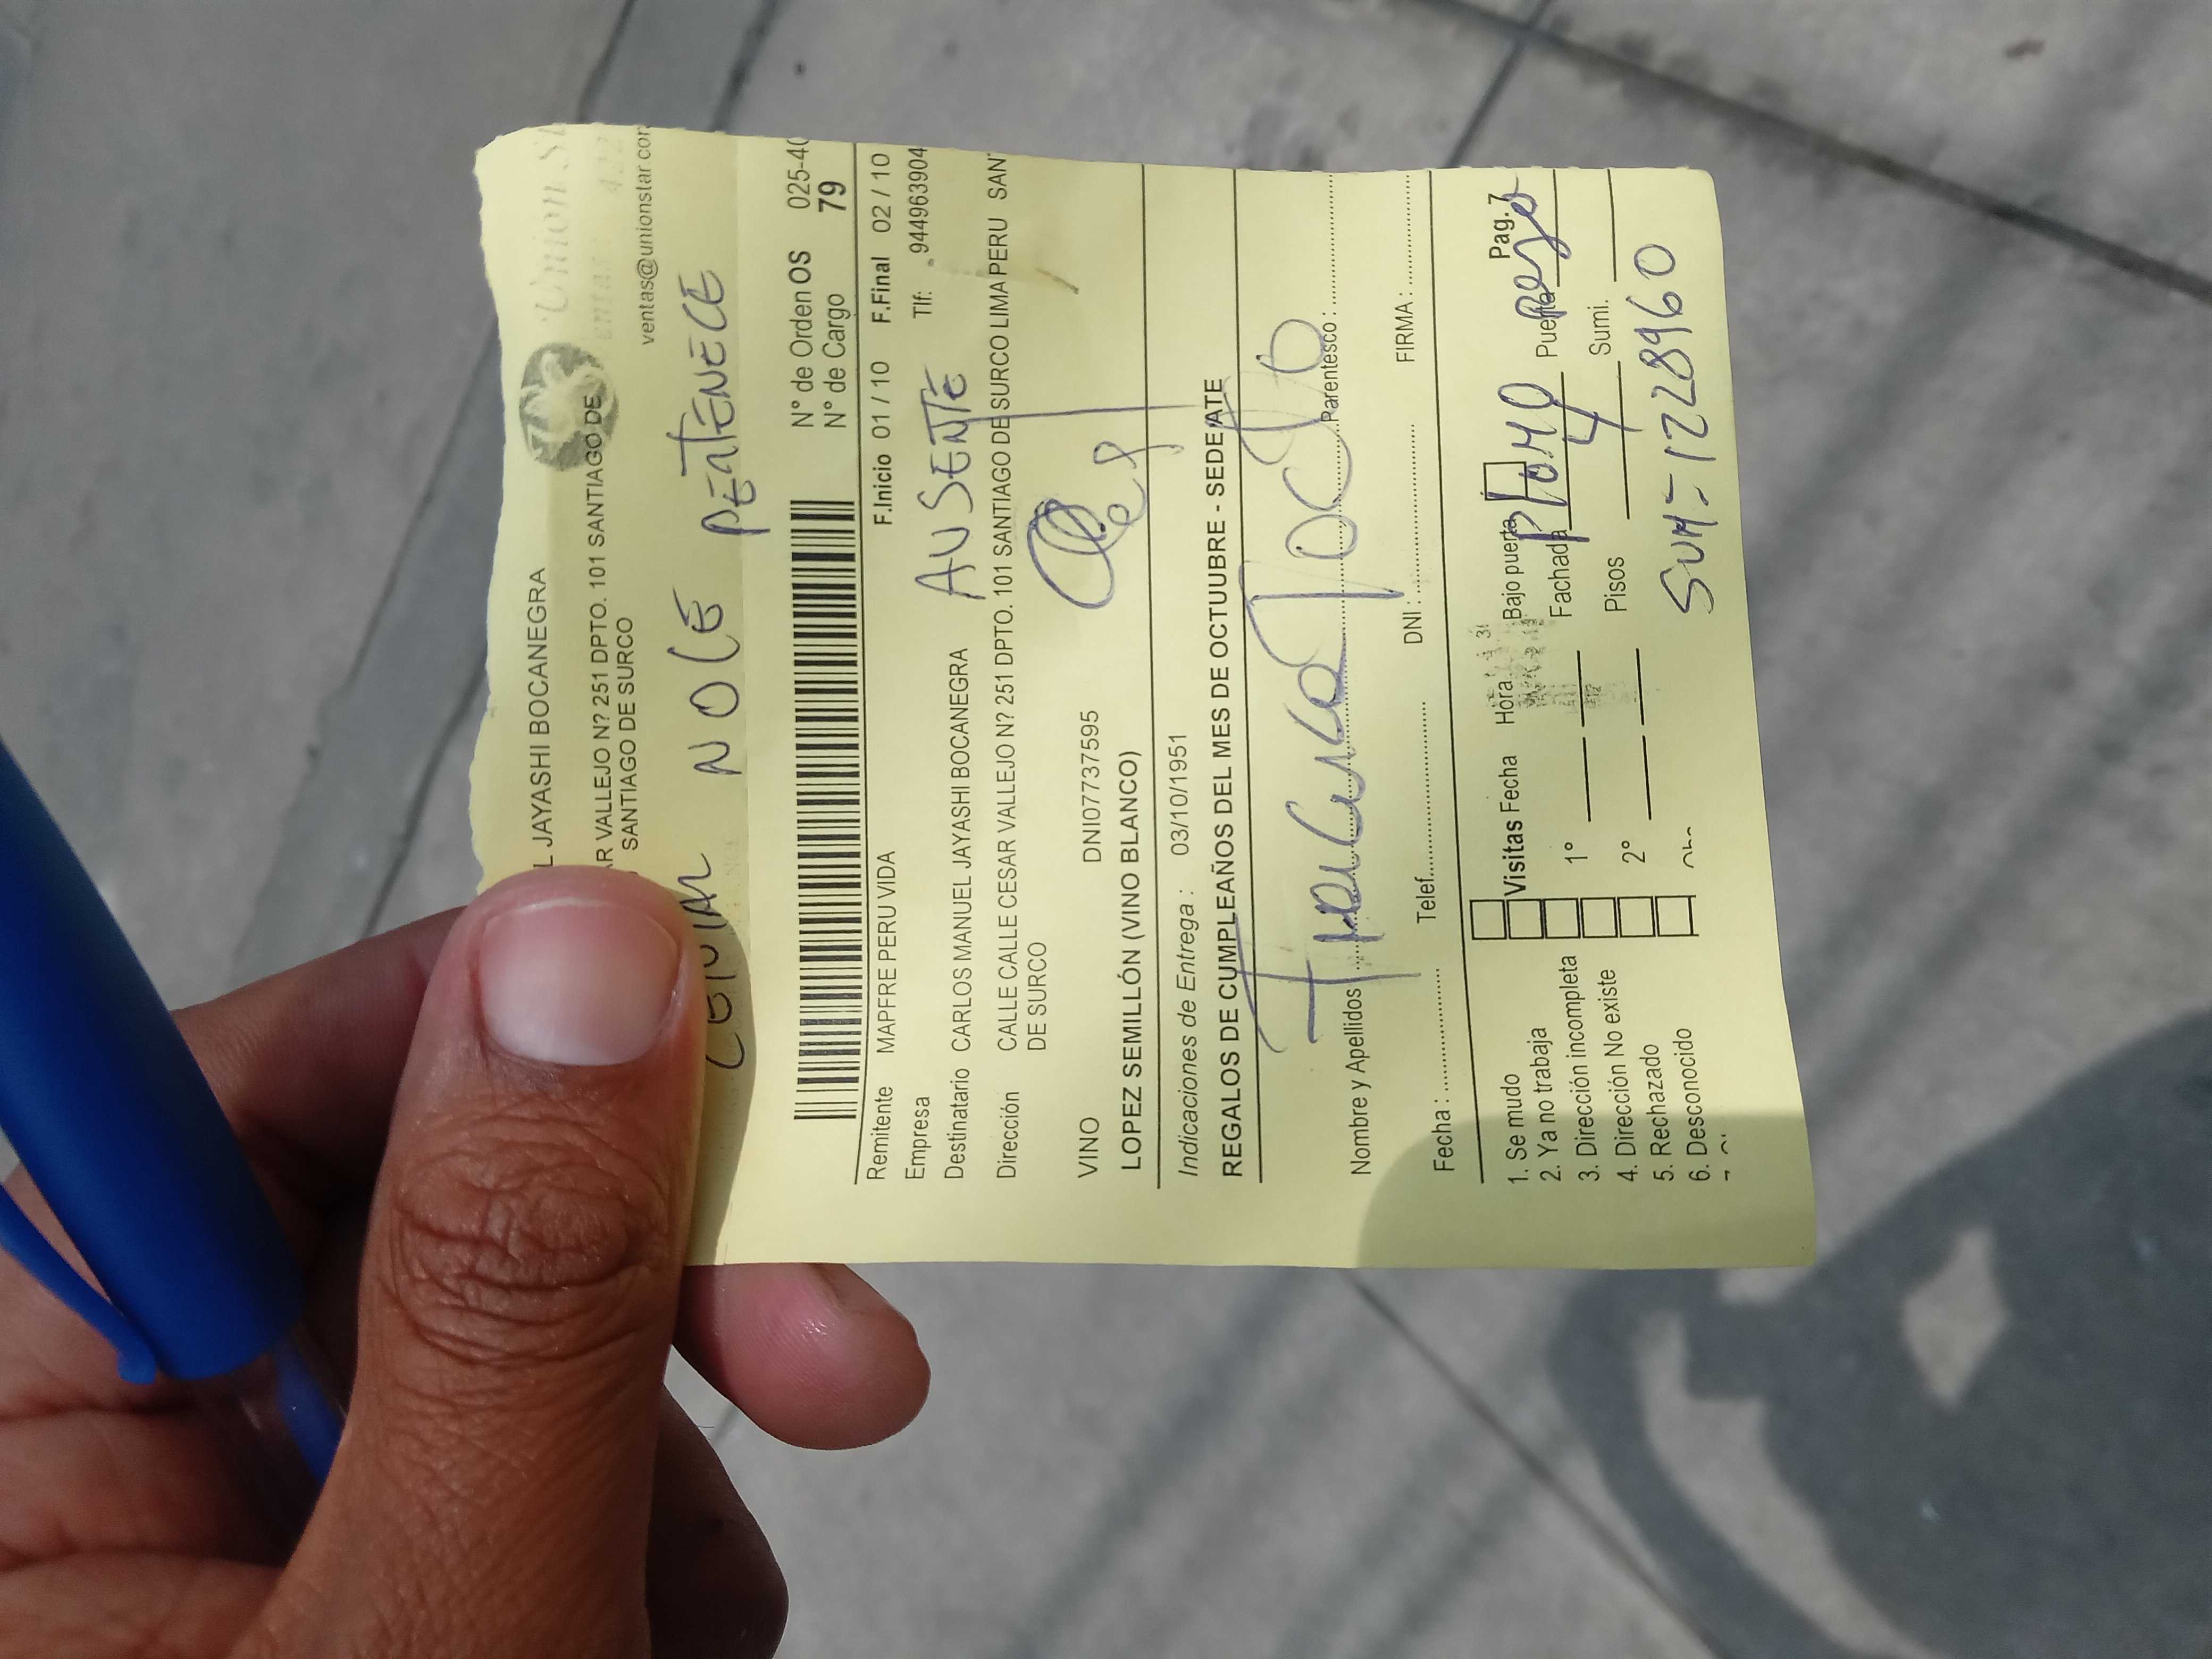 Union S
ventas@unionstar.com
L JAYASHI BOCANEGRA
AR VALLEJO N? 251 DPTO. 101 SANTIAGO DE
SANTIAGO DE SURCO
NO LE PERTENECE
N° de Orden OS 025-40
N° de Cargo 79
F.Inicio 01 / 10 F.Final 02 / 10
Remitente MAPFRE PERU VIDA
Empresa AUSENTE Tlf: .944963904
Destinatario CARLOS MANUEL JAYASHI BOCANEGRA
Dirección CALLE CALLE CESAR VALLEJO N? 251 DPTO. 101 SANTIAGO DE SURCO LIMA PERU SAN
DE SURCO
VINO DNI07737595
LOPEZ SEMILLÓN (VINO BLANCO)
Indicaciones de Entrega : 03/10/1951
REGALOS DE CUMPLEAÑOS DEL MES DE OCTUBRE - SEDE ATE
Nombre y Apellidos Parentesco :
Fecha : Telef. DNI : FIRMA :
Pag. 7
1. Se mudo
2. Ya no trabaja
3. Dirección incompleta
4. Dirección No existe
5. Rechazado
6. Desconocido
Visitas Fecha Hora Bajo puerta
1° Fachada Plomo Puerta
2° Pisos 4 Sumi.
SUM=1228960